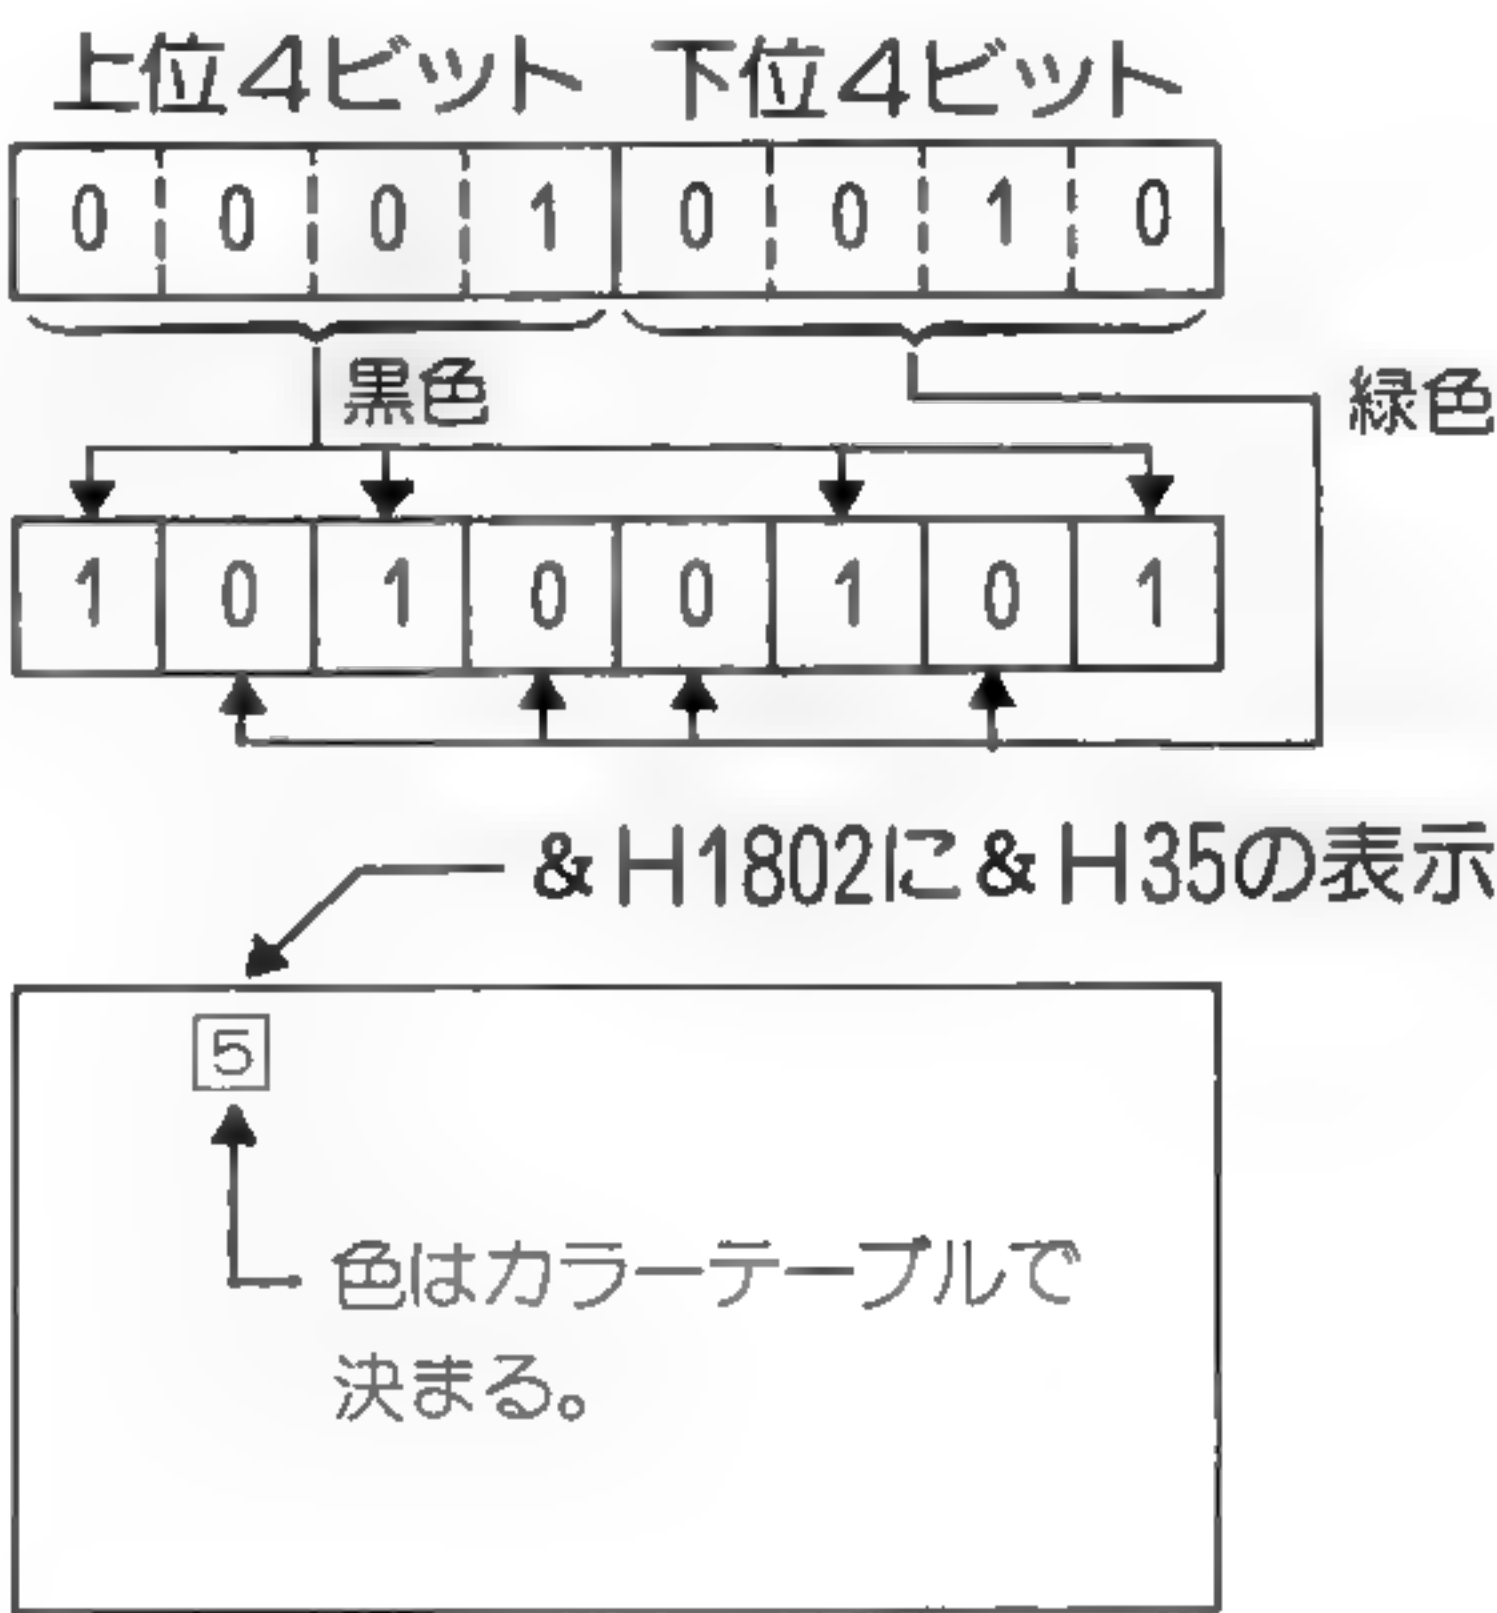 上位4ビット 下位4ビット
0 0 0 1 0 0 1 0
黒色 緑色
1 0 1 0 0 1 0 1
&H1802に&H35の表示
5
色はカラーテーブルで
決まる。